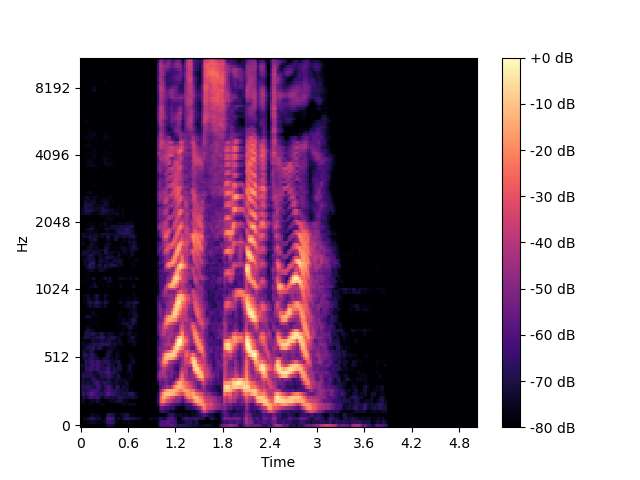 8192
4096
2048
1024
512
0
Hz
0 0.6 1.2 1.8 2.4 3 3.6 4.2 4.8
Time
+0 dB
-10 dB
-20 dB
-30 dB
-40 dB
-50 dB
-60 dB
-70 dB
-80 dB